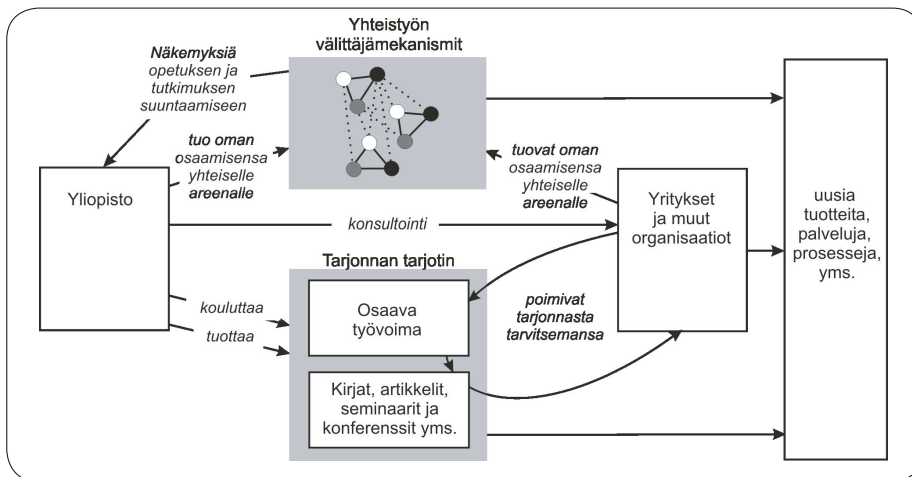 Yhteistyön
välittäjämekanismit
Näkemyksiä
opetuksen ja
tutkimuksen
suuntaamiseen
tuo oman
osaamisensa
yhteiselle
areenalle
tuovat oman
osaamisensa
yhteiselle
areenalle
Yliopisto
Yritykset
ja muut
organisaatiot
uusia
tuotteita,
palveluja,
prosesseja,
yms.
konsultointi
Tarjonnan tarjotin
kouluttaa
tuottaa
Osaava
työvoima
poimivat
tarjonnasta
tarvitsemansa
Kirjat, artikkelit,
seminaarit ja
konferenssit yms.